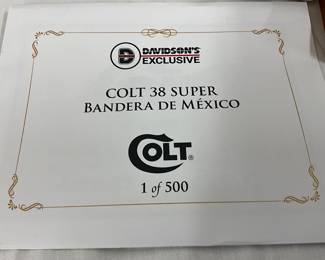 D DAVIDSON'S
EXCLUSIVE
COLT 38 SUPER
BANDERA DE MÉXICO
COLT®
1 of 500